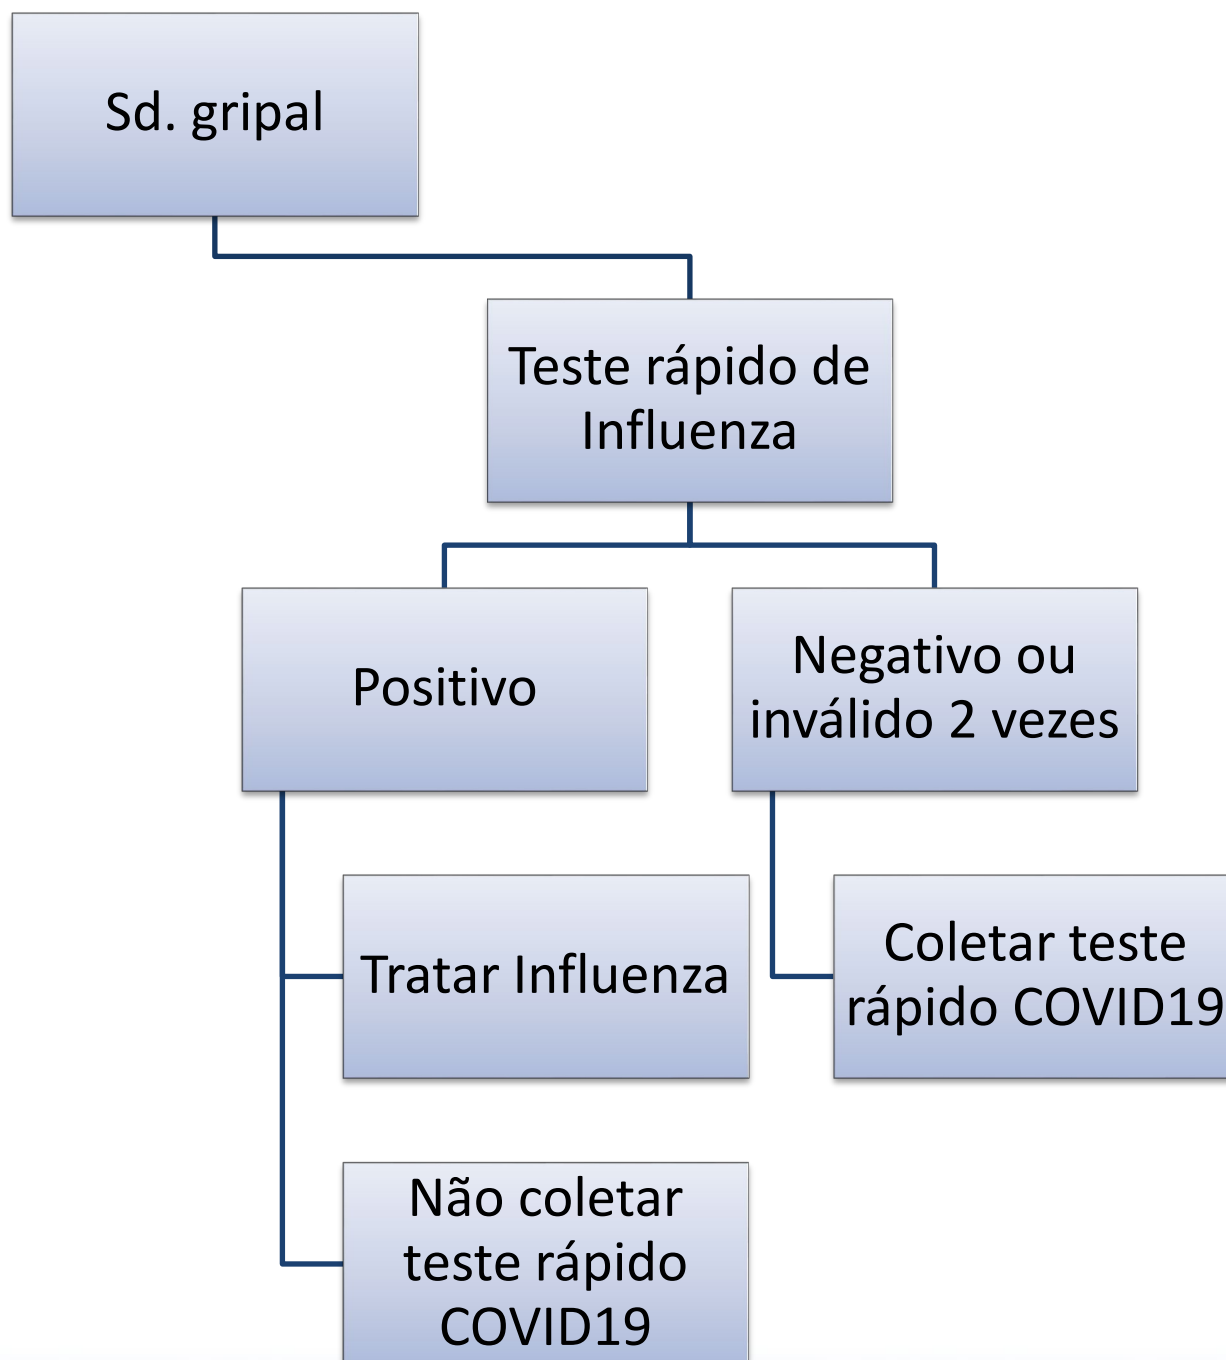 Sd. gripal
Teste rápido de
Influenza
Positivo
Negativo ou
inválido 2 vezes
Tratar Influenza
Coletar teste
rápido COVID19
Não coletar
teste rápido
COVID19